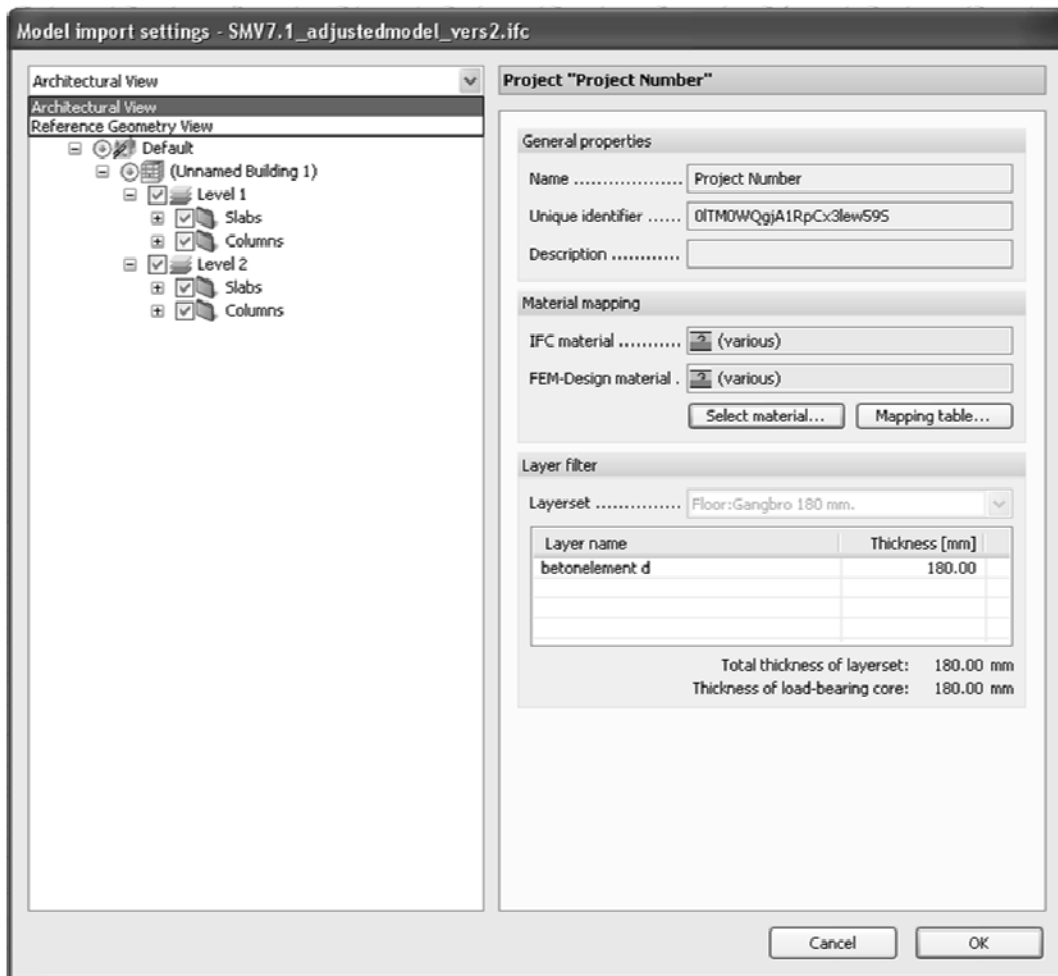 Model import settings - SMV7.1_adjustedmodel_vers2.ifc
Architectural View
Architectural View
Reference Geometry View
Default
(Unnamed Building 1)
Level 1
Slabs
Columns
Level 2
Slabs
Columns
Project "Project Number"
General properties
Name ................... Project Number
Unique identifier ...... 0lTM0WQgjA1RpCx3lew59S
Description ............
Material mapping
IFC material ........... ? (various)
FEM-Design material . ? (various)
Select material... Mapping table...
Layer filter
Layerset ............... Floor:Gangbro 180 mm.
Layer name Thickness [mm]
betonelement d 180.00
Total thickness of layerset: 180.00 mm
Thickness of load-bearing core: 180.00 mm
Cancel OK